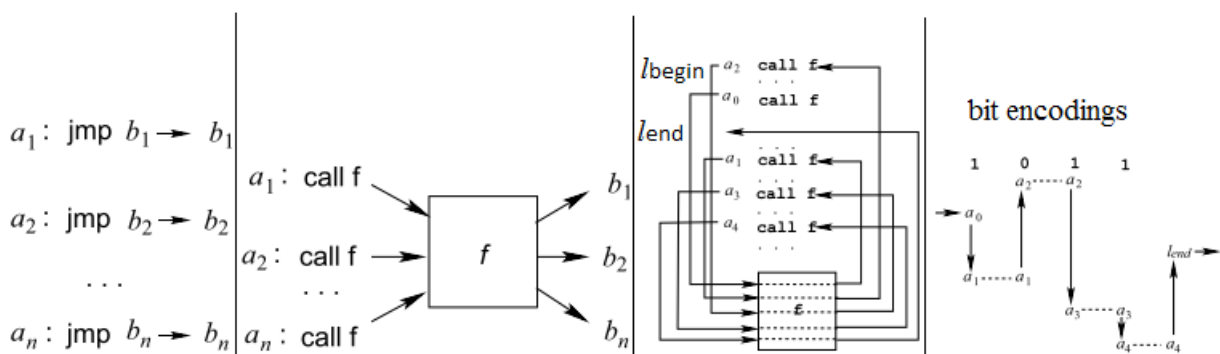 a₁: jmp b₁ → b₁
a₂: jmp b₂ → b₂
. . .
aₙ: jmp bₙ → bₙ
a₁: call f
a₂: call f
. . .
aₙ: call f
f
b₁
b₂
bₙ
lbegin
a₂ call f
. . .
a₀ call f
lend
. . .
a₁ call f
. . .
a₃ call f
. . .
a₄ call f
. . .
f
bit encodings
1 0 1 1
a₂ a₂
a₀
lend
a₁ a₁
a₃ a₃
a₄ a₄